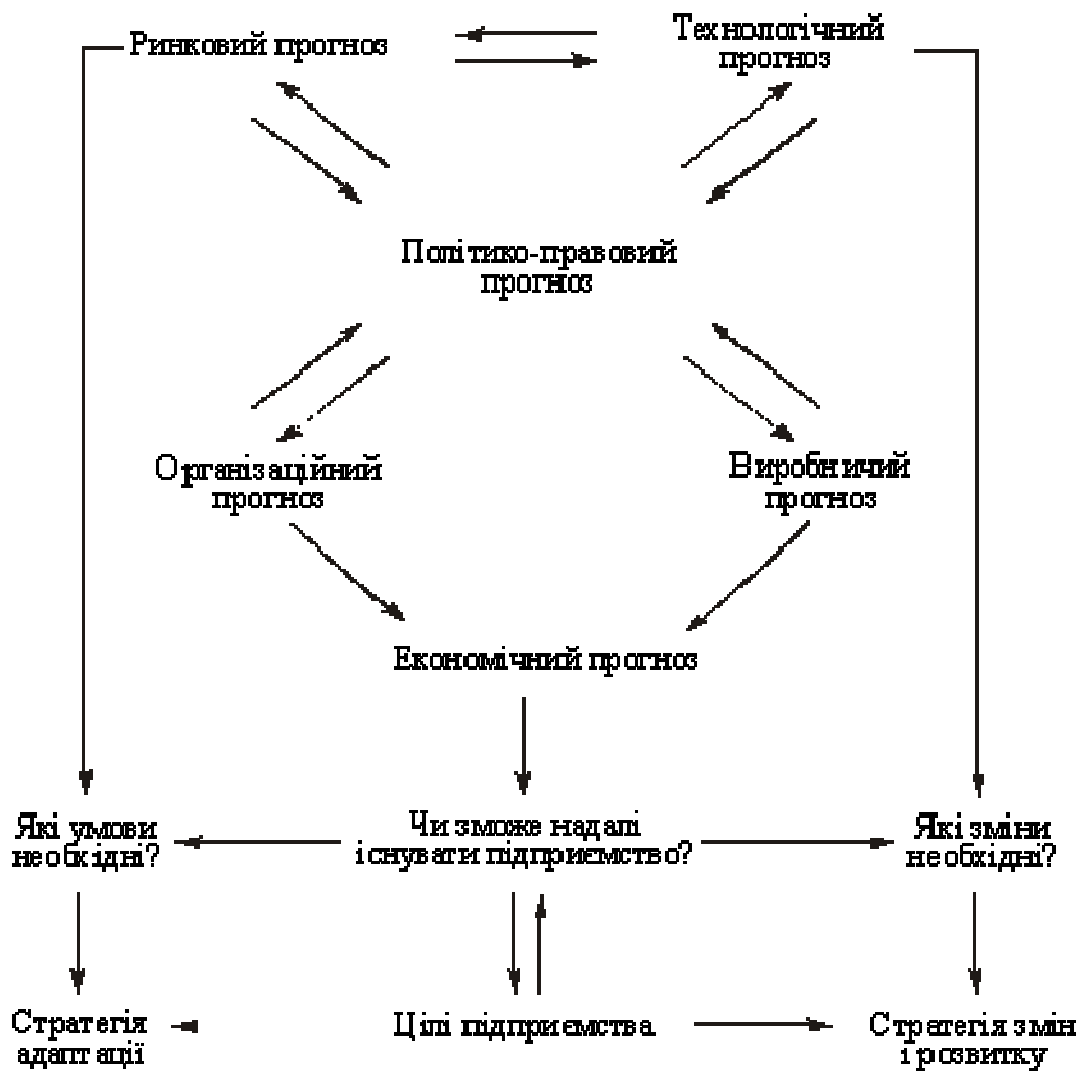 Ринковий прогноз
Технологічний
прогноз
Політико-правовий
прогноз
Організаційний
прогноз
Виробничий
прогноз
Економічний прогноз
Які умови
необхідні?
Чи зможе надалі
існувати підприємство?
Які зміни
необхідні?
Стратегія
адаптації
Цілі підприємства
Стратегія змін
і розвитку